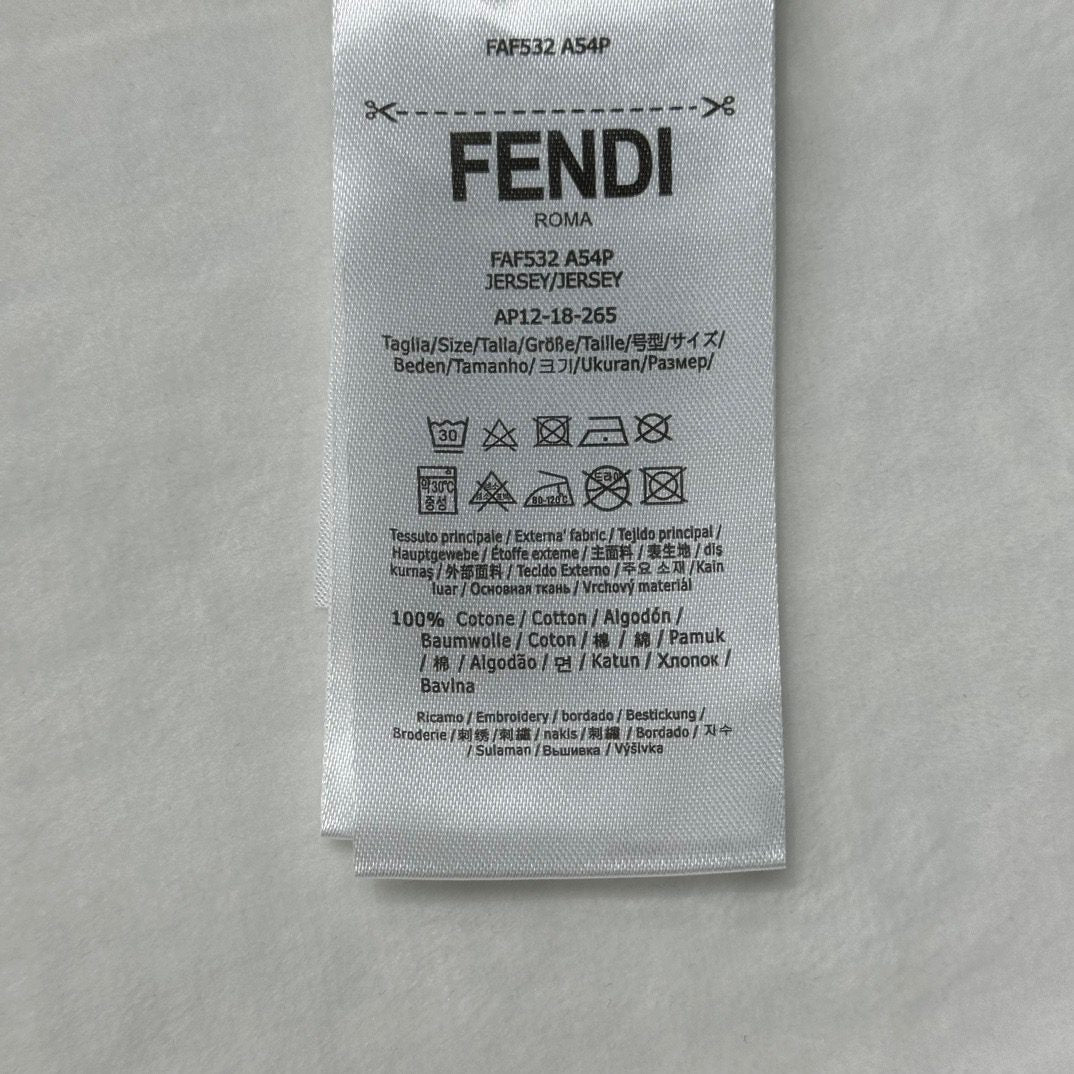 FAF532 A54P
FENDI
ROMA
FAF532 A54P
JERSEY/JERSEY
AP12-18-265
Taglia/Size/Talla/Größe/Taille/号型/サイズ/
Beden/Tamanho/크기/Ukuran/Размер/
30
약30℃
중성
80-120℃
드라이
Tessuto principale / Externa' fabric / Tejido principal /
Hauptgewebe / Étoffe externe / 主面料 / 表生地 / dış
kurnaş / 外部面料 / Tecido Externo / 주요 소재 / Kain
luar / Основная ткань / Vrchový materiál
100% Cotone / Cotton / Algodón /
Baumwolle / Coton / 棉 / 綿 / Pamuk
/ 棉 / Algodão / 면 / Katun / Хлопок /
Bavlna
Ricamo / Embroidery / bordado / Bestickung /
Broderie / 刺绣 / 刺繍 / nakis / 刺繡 / Bordado / 자수
/ Sulaman / Вышивка / Výšivka